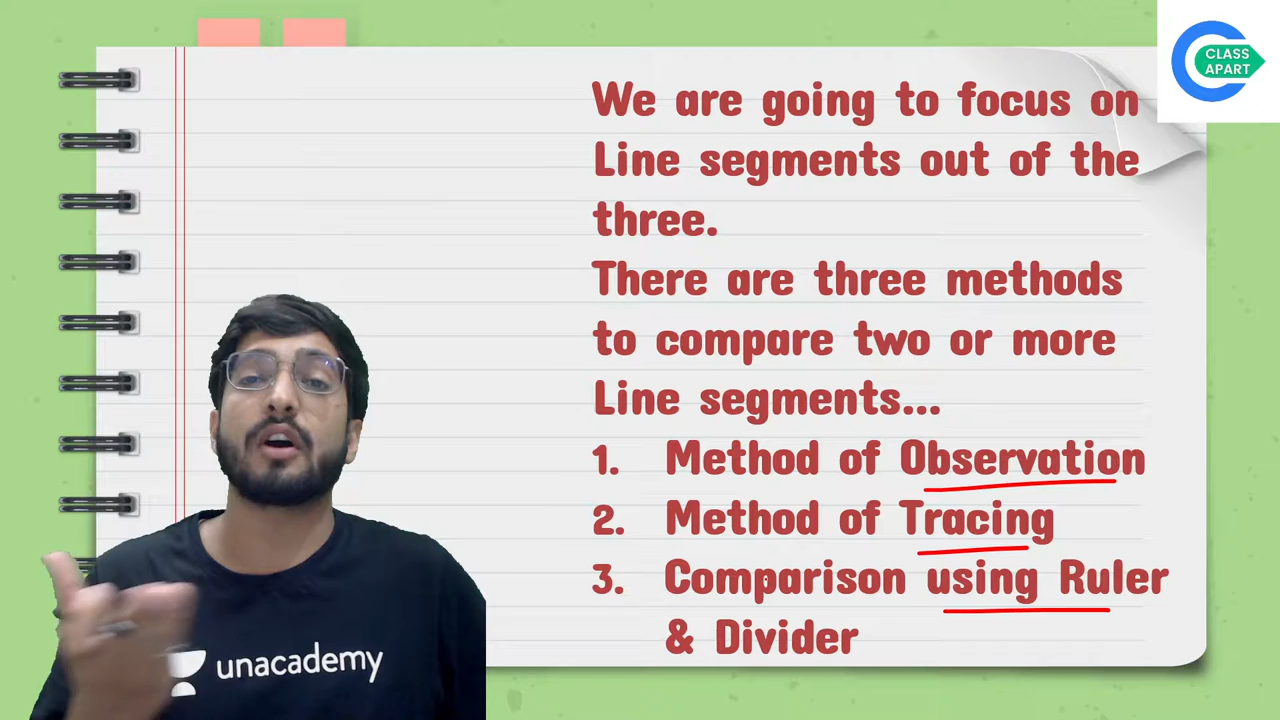 CLASS
APART
We are going to focus on
Line segments out of the
three.
There are three methods
to compare two or more
Line segments...
1. Method of Observation
2. Method of Tracing
3. Comparison using Ruler
& Divider
unacademy